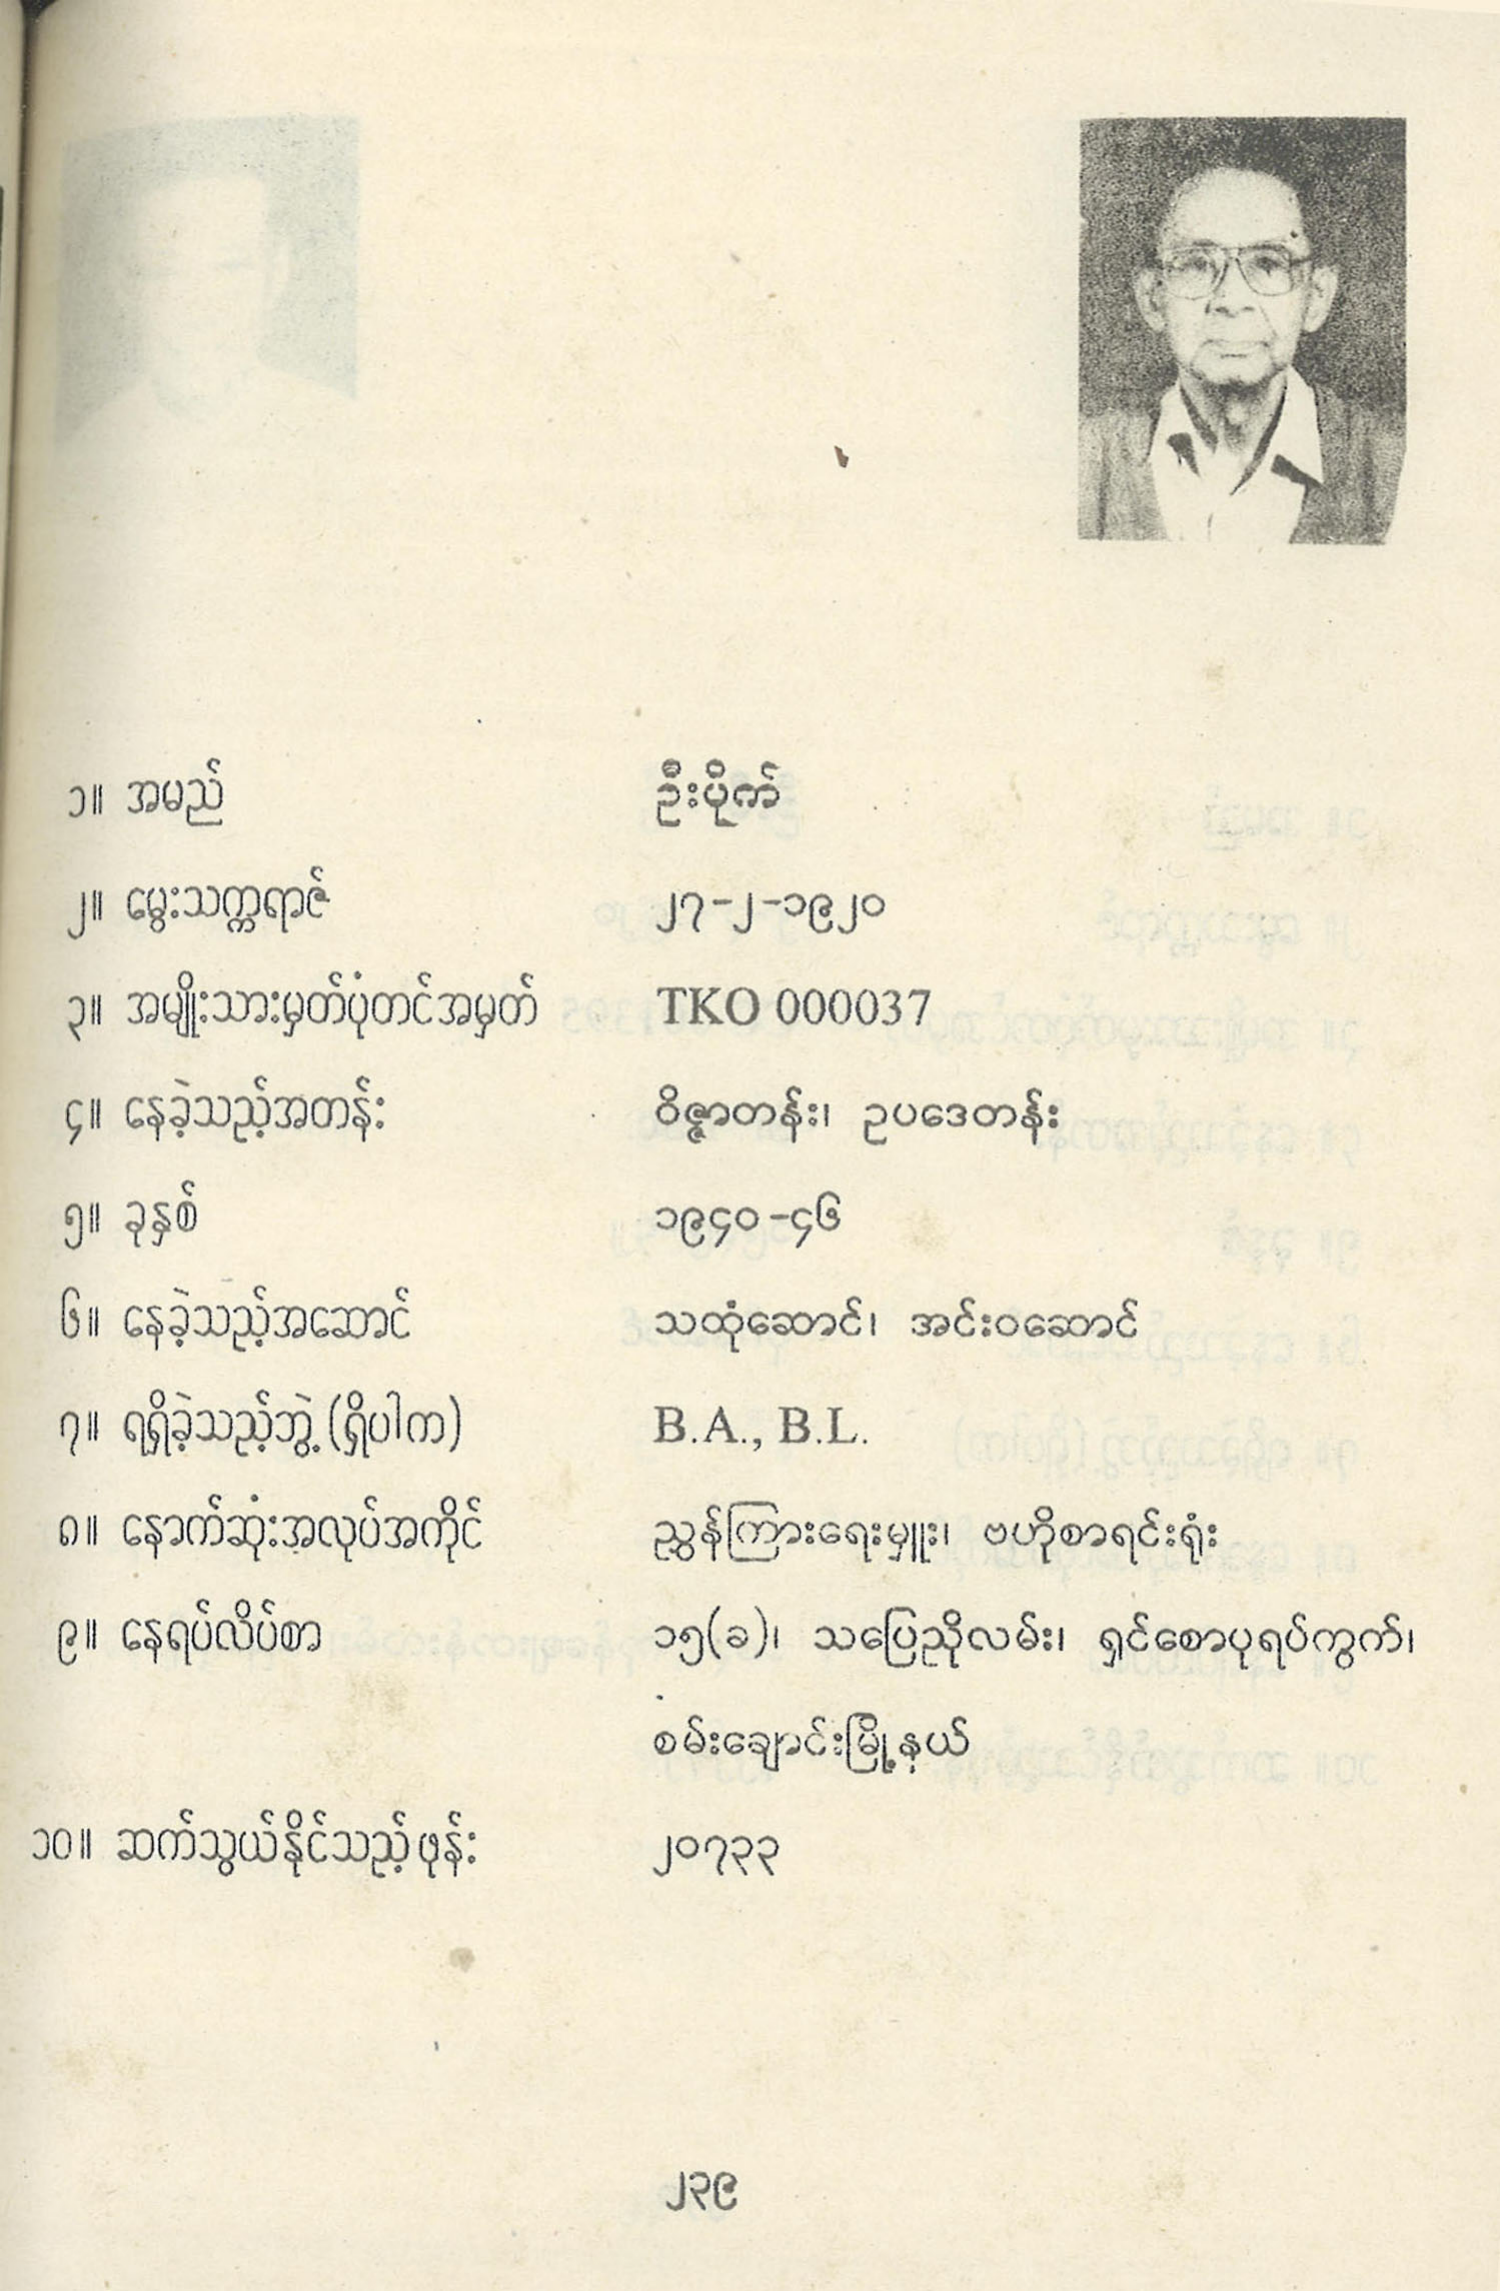 ၁။ အမည် ဦးပိုက်
၂။ မွေးသက္ကရာဇ် ၂၇-၂-၁၉၂၀
၃။ အမျိုးသားမှတ်ပုံတင်အမှတ် TKO 000037
၄။ နေခဲ့သည့်အတန်း ဝိဇ္ဇာတန်း၊ ဥပဒေတန်း
၅။ ခုနှစ် ၁၉၄၀-၄၆
၆။ နေခဲ့သည့်အဆောင် သထုံဆောင်၊ အင်းဝဆောင်
၇။ ရရှိခဲ့သည့်ဘွဲ့ (ရှိပါက) B.A., B.L.
၈။ နောက်ဆုံးအလုပ်အကိုင် ညွှန်ကြားရေးမှူး၊ ဗဟိုစာရင်းရုံး
၉။ နေရပ်လိပ်စာ ၁၅(ခ)၊ သပြေညိုလမ်း၊ ရှင်စောပုရပ်ကွက်၊
စမ်းချောင်းမြို့နယ်
၁၀။ ဆက်သွယ်နိုင်သည့်ဖုန်း ၂၀၇၃၃
၂၃၉